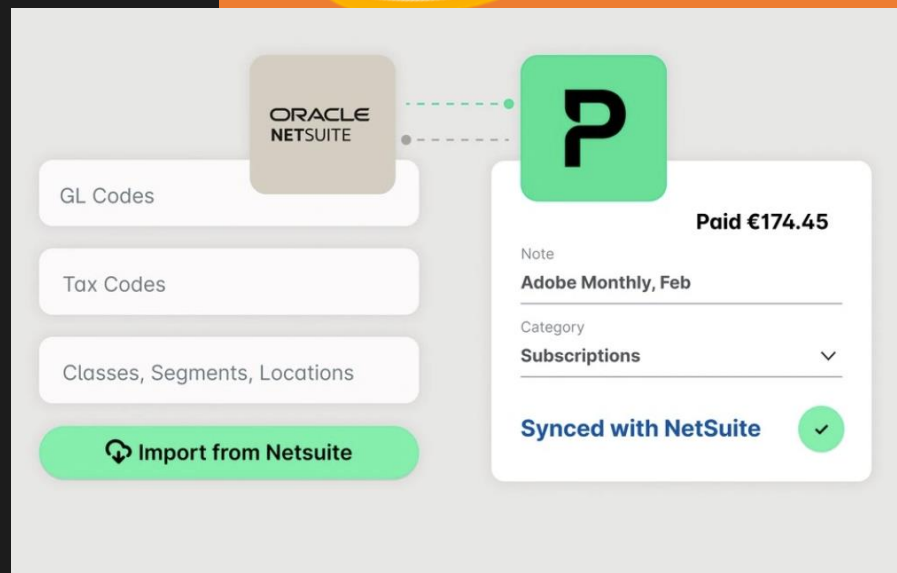 ORACLE
NETSUITE
GL Codes
Tax Codes
Classes, Segments, Locations
Import from Netsuite
P
Paid €174.45
Note
Adobe Monthly, Feb
Category
Subscriptions
Synced with NetSuite